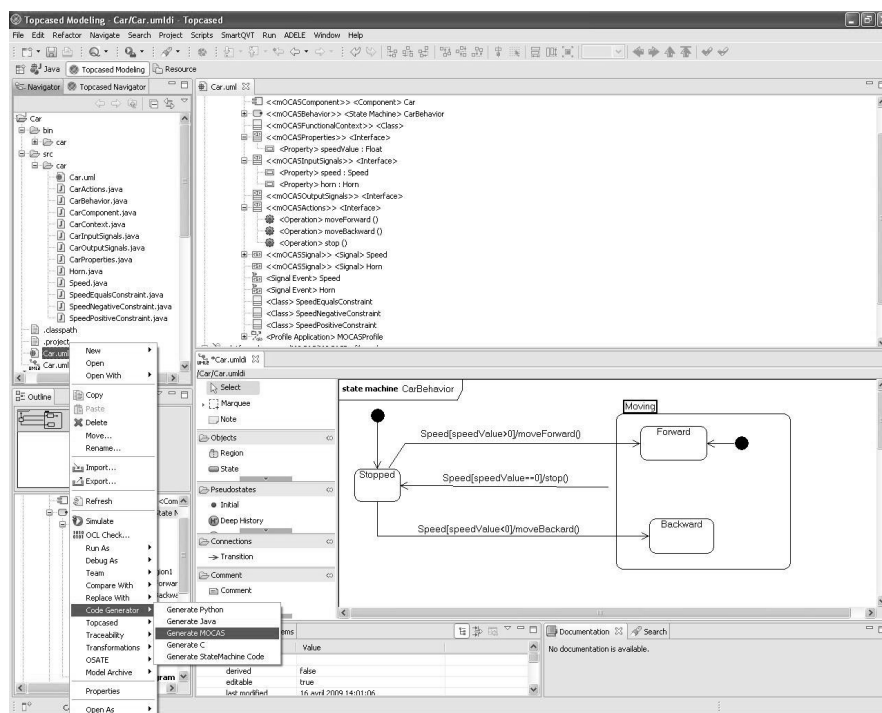 Topcased Modeling - Car/Car.umldi - Topcased
File Edit Refactor Navigate Search Project Scripts SmartQVT Run ADELE Window Help
Java Topcased Modeling Resource
Navigator Topcased Navigator
Car
bin
car
src
car
Car.uml
CarActions.java
CarBehavior.java
CarComponent.java
CarContext.java
CarInputSignals.java
CarOutputSignals.java
CarProperties.java
Horn.java
Speed.java
SpeedEqualsConstraint.java
SpeedNegativeConstraint.java
SpeedPositiveConstraint.java
.classpath
.project
Car.uml
Car.uml
Outline
New
Open
Open With
Copy
Paste
Delete
Move...
Rename...
Import...
Export...
Refresh
Simulate
OCL Check...
Run As
Debug As
Team
Compare With
Replace With
Code Generator
Topcased
Traceability
Transformations
OSATE
Model Archive
Properties
Open As
Generate Python
Generate Java
Generate MOCAS
Generate C
Generate StateMachine Code
Car.uml
<<mOCASComponent>> <Component> Car
<<mOCASBehavior>> <State Machine> CarBehavior
<<mOCASFunctionalContext>> <Class>
<<mOCASProperties>> <Interface>
<Property> speedValue : Float
<<mOCASInputSignals>> <Interface>
<Property> speed : Speed
<Property> horn : Horn
<<mOCASOutputSignals>> <Interface>
<<mOCASActions>> <Interface>
<Operation> moveForward ()
<Operation> moveBackward ()
<Operation> stop ()
<<mOCASSignal>> <Signal> Speed
<<mOCASSignal>> <Signal> Horn
<Signal Event> Speed
<Signal Event> Horn
<Class> SpeedEqualsConstraint
<Class> SpeedNegativeConstraint
<Class> SpeedPositiveConstraint
<Profile Application> MOCASProfile
*Car.umldi
/Car/Car.umldi
Select
Marquee
Note
Objects
Region
State
Pseudostates
Initial
Deep History
Connections
Transition
Comment
Comment
state machine CarBehavior
Moving
Speed[speedValue>0]/moveForward()
Forward
Stopped
Speed[speedValue==0]/stop()
Speed[speedValue<0]/moveBackard()
Backward
Value
derived false
editable true
last modified 16 avril 2009 14:01:06
Documentation Search
No documentation is available.